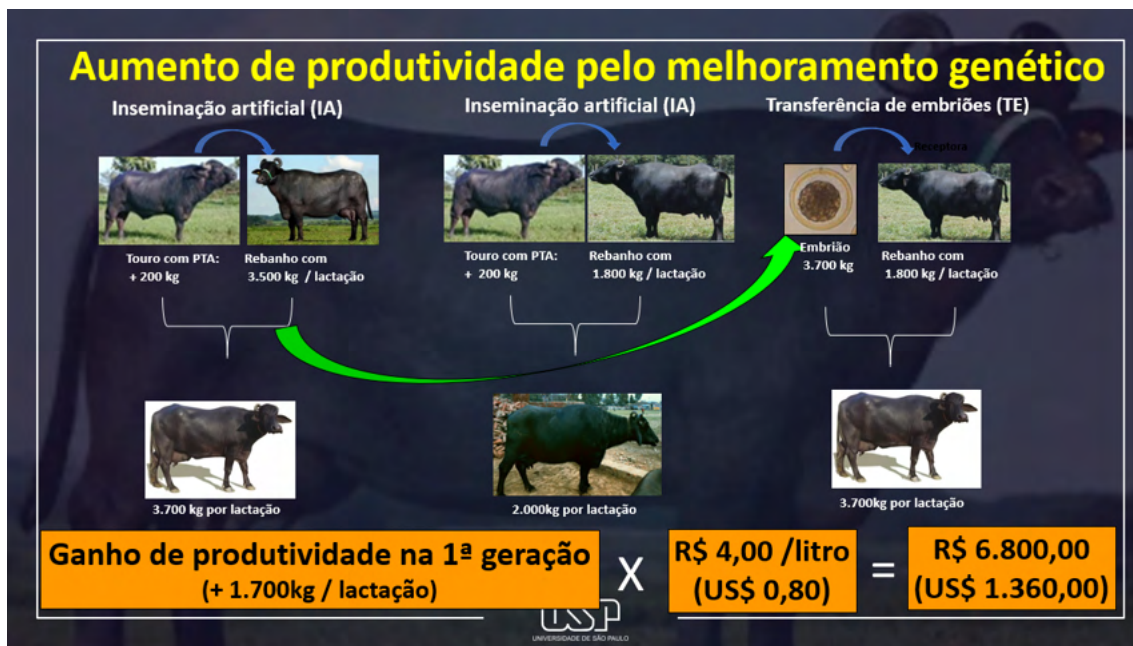 Aumento de produtividade pelo melhoramento genético
Inseminação artificial (IA)
Touro com PTA:
+ 200 kg
Rebanho com
3.500 kg / lactação
3.700 kg por lactação
Inseminação artificial (IA)
Touro com PTA:
+ 200 kg
Rebanho com
1.800 kg / lactação
2.000kg por lactação
Transferência de embriões (TE)
Receptora
Embrião
3.700 kg
Rebanho com
1.800 kg / lactação
3.700kg por lactação
Ganho de produtividade na 1ª geração
(+ 1.700kg / lactação)
X
R$ 4,00 /litro
(US$ 0,80)
=
R$ 6.800,00
(US$ 1.360,00)
USP
UNIVERSIDADE DE SÃO PAULO